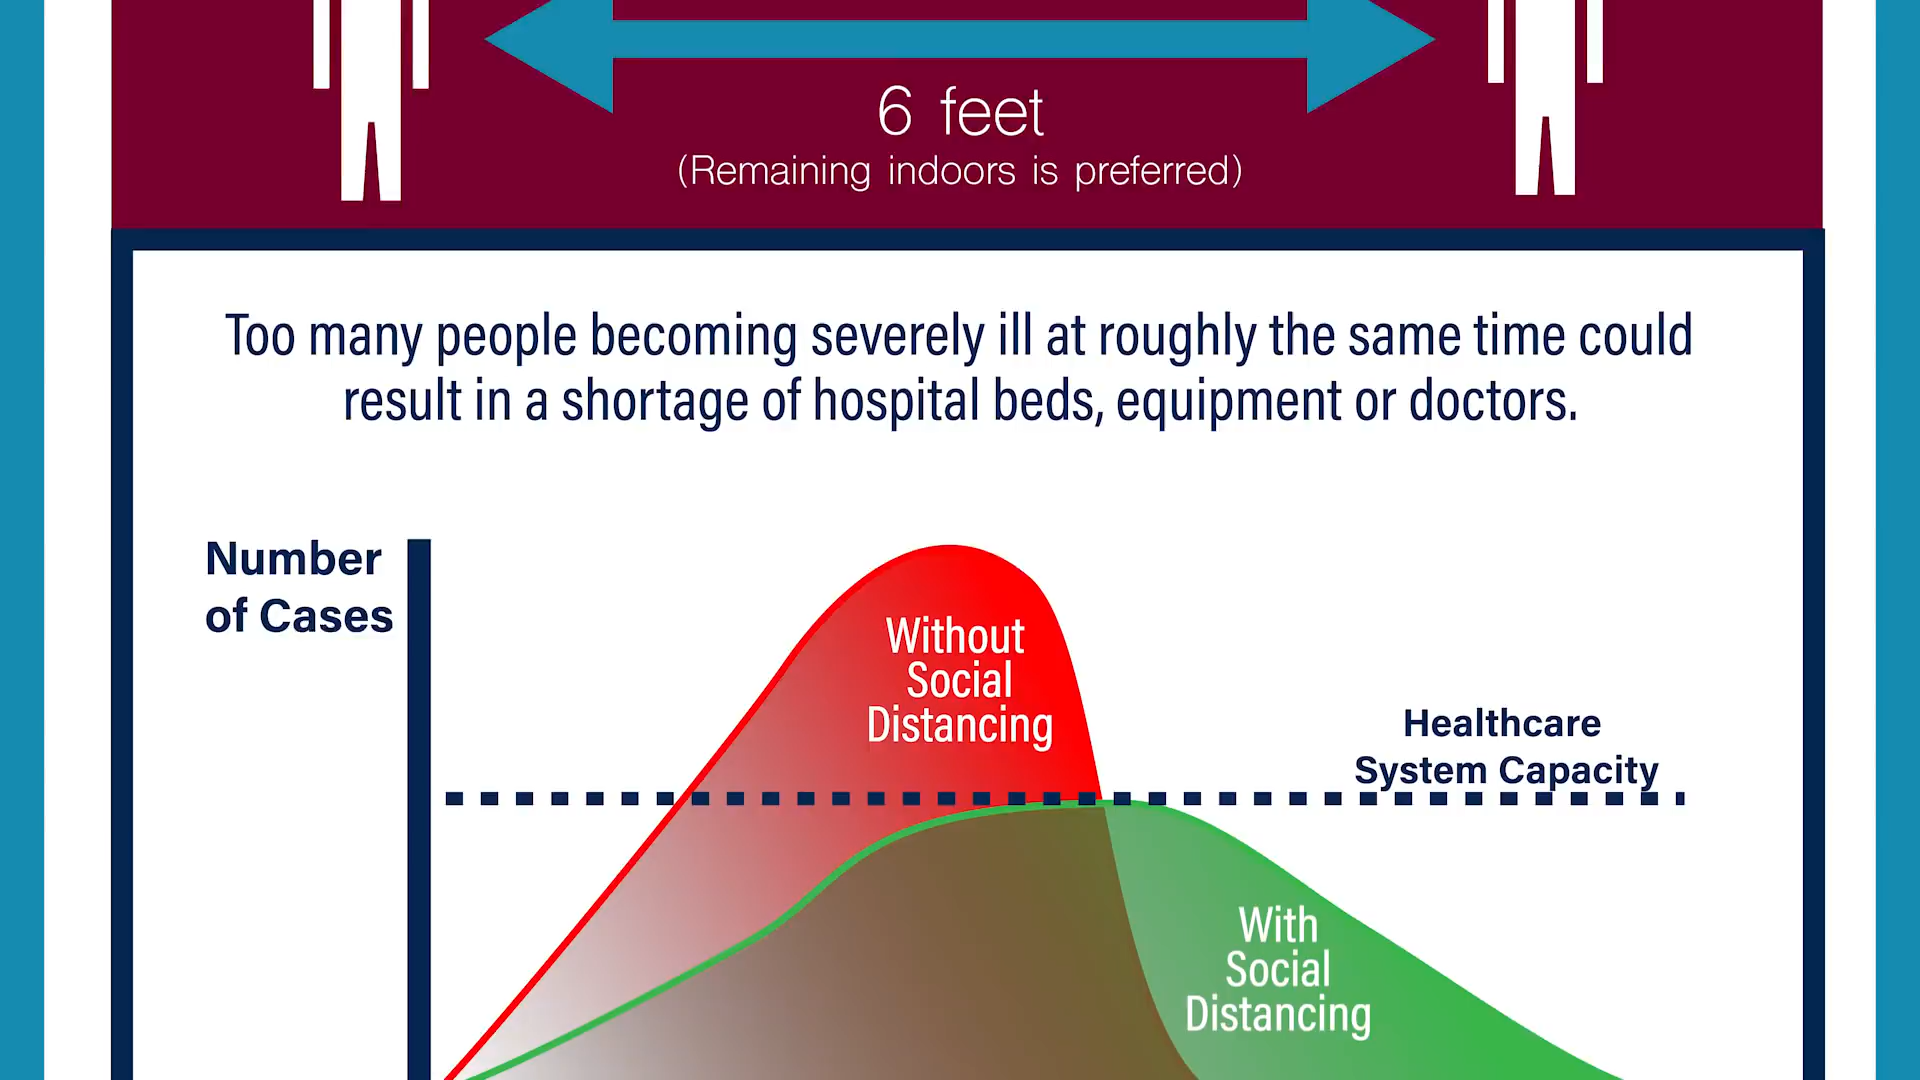 6 feet
(Remaining indoors is preferred)
Too many people becoming severely ill at roughly the same time could
result in a shortage of hospital beds, equipment or doctors.
Number
of Cases
Without
Social
Distancing
Healthcare
System Capacity
With
Social
Distancing